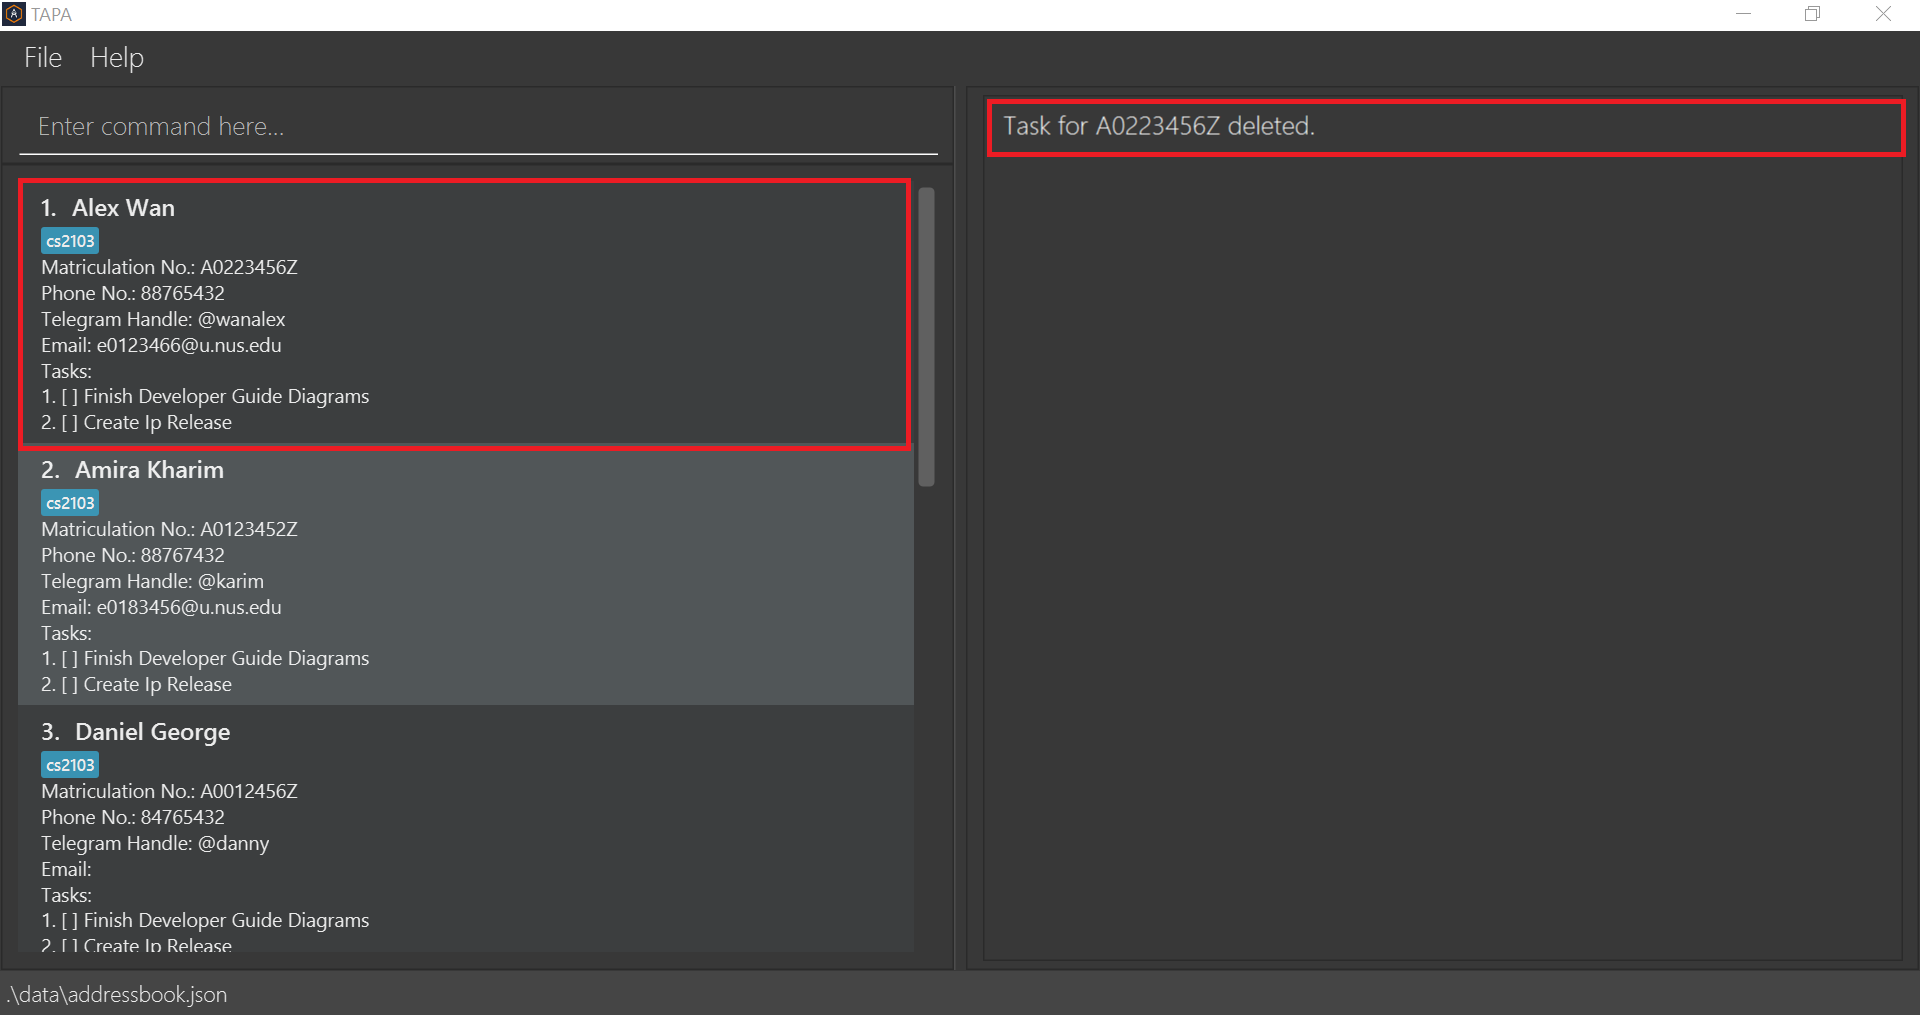 TAPA
File Help
Enter command here...
Task for A0223456Z deleted.
1. Alex Wan
cs2103
Matriculation No.: A0223456Z
Phone No.: 88765432
Telegram Handle: @wanalex
Email: e0123466@u.nus.edu
Tasks:
1. [ ] Finish Developer Guide Diagrams
2. [ ] Create Ip Release
2. Amira Kharim
cs2103
Matriculation No.: A0123452Z
Phone No.: 88767432
Telegram Handle: @karim
Email: e0183456@u.nus.edu
Tasks:
1. [ ] Finish Developer Guide Diagrams
2. [ ] Create Ip Release
3. Daniel George
cs2103
Matriculation No.: A0012456Z
Phone No.: 84765432
Telegram Handle: @danny
Email:
Tasks:
1. [ ] Finish Developer Guide Diagrams
2. [ ] Create Ip Release
.\data\addressbook.json